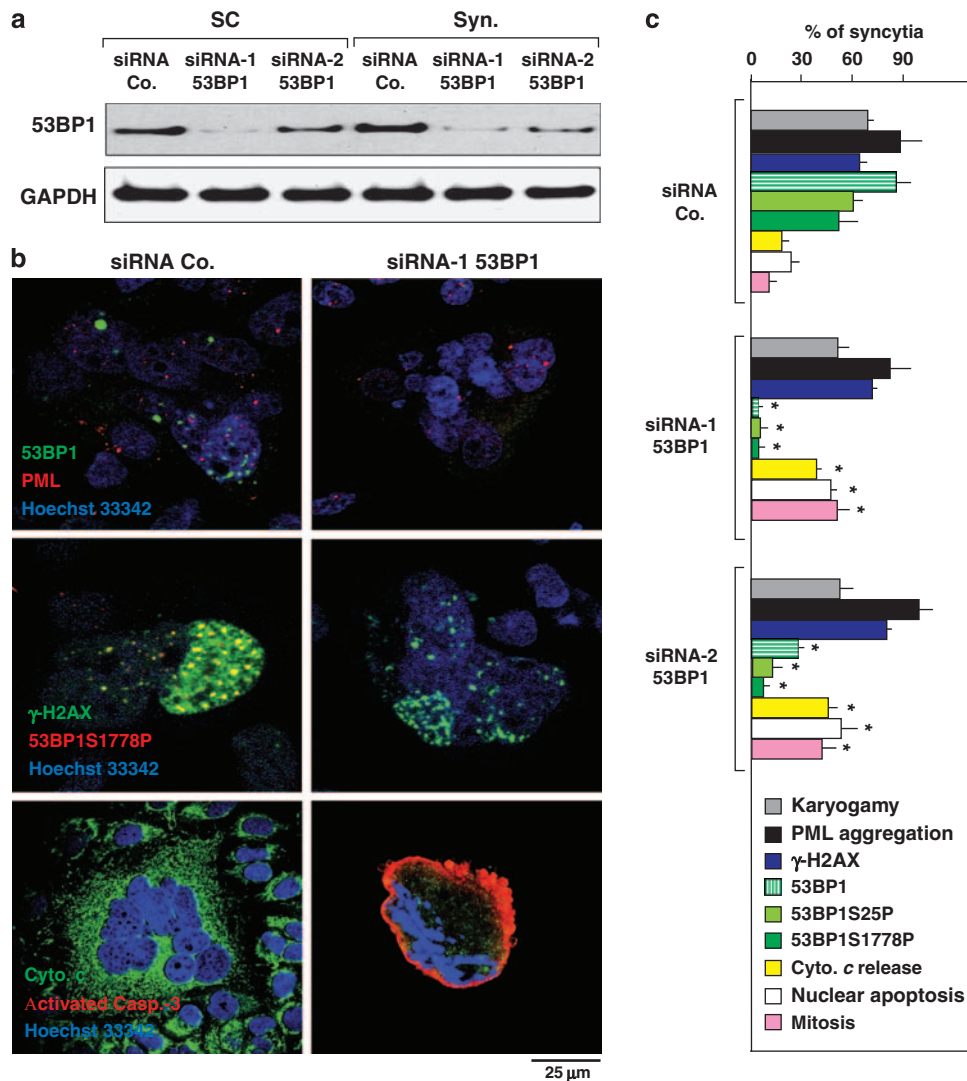 a
SC
Syn.
siRNA Co.
siRNA-1 53BP1
siRNA-2 53BP1
siRNA Co.
siRNA-1 53BP1
siRNA-2 53BP1
53BP1
GAPDH
b
siRNA Co.
siRNA-1 53BP1
53BP1
PML
Hoechst 33342
γ-H2AX
53BP1S1778P
Hoechst 33342
Cyto. c
Activated Casp.-3
Hoechst 33342
25 μm
c
% of syncytia
0 30 60 90
siRNA
Co.
siRNA-1
53BP1
*
*
*
*
*
*
siRNA-2
53BP1
*
*
*
*
*
*
Karyogamy
PML aggregation
γ-H2AX
53BP1
53BP1S25P
53BP1S1778P
Cyto. c release
Nuclear apoptosis
Mitosis